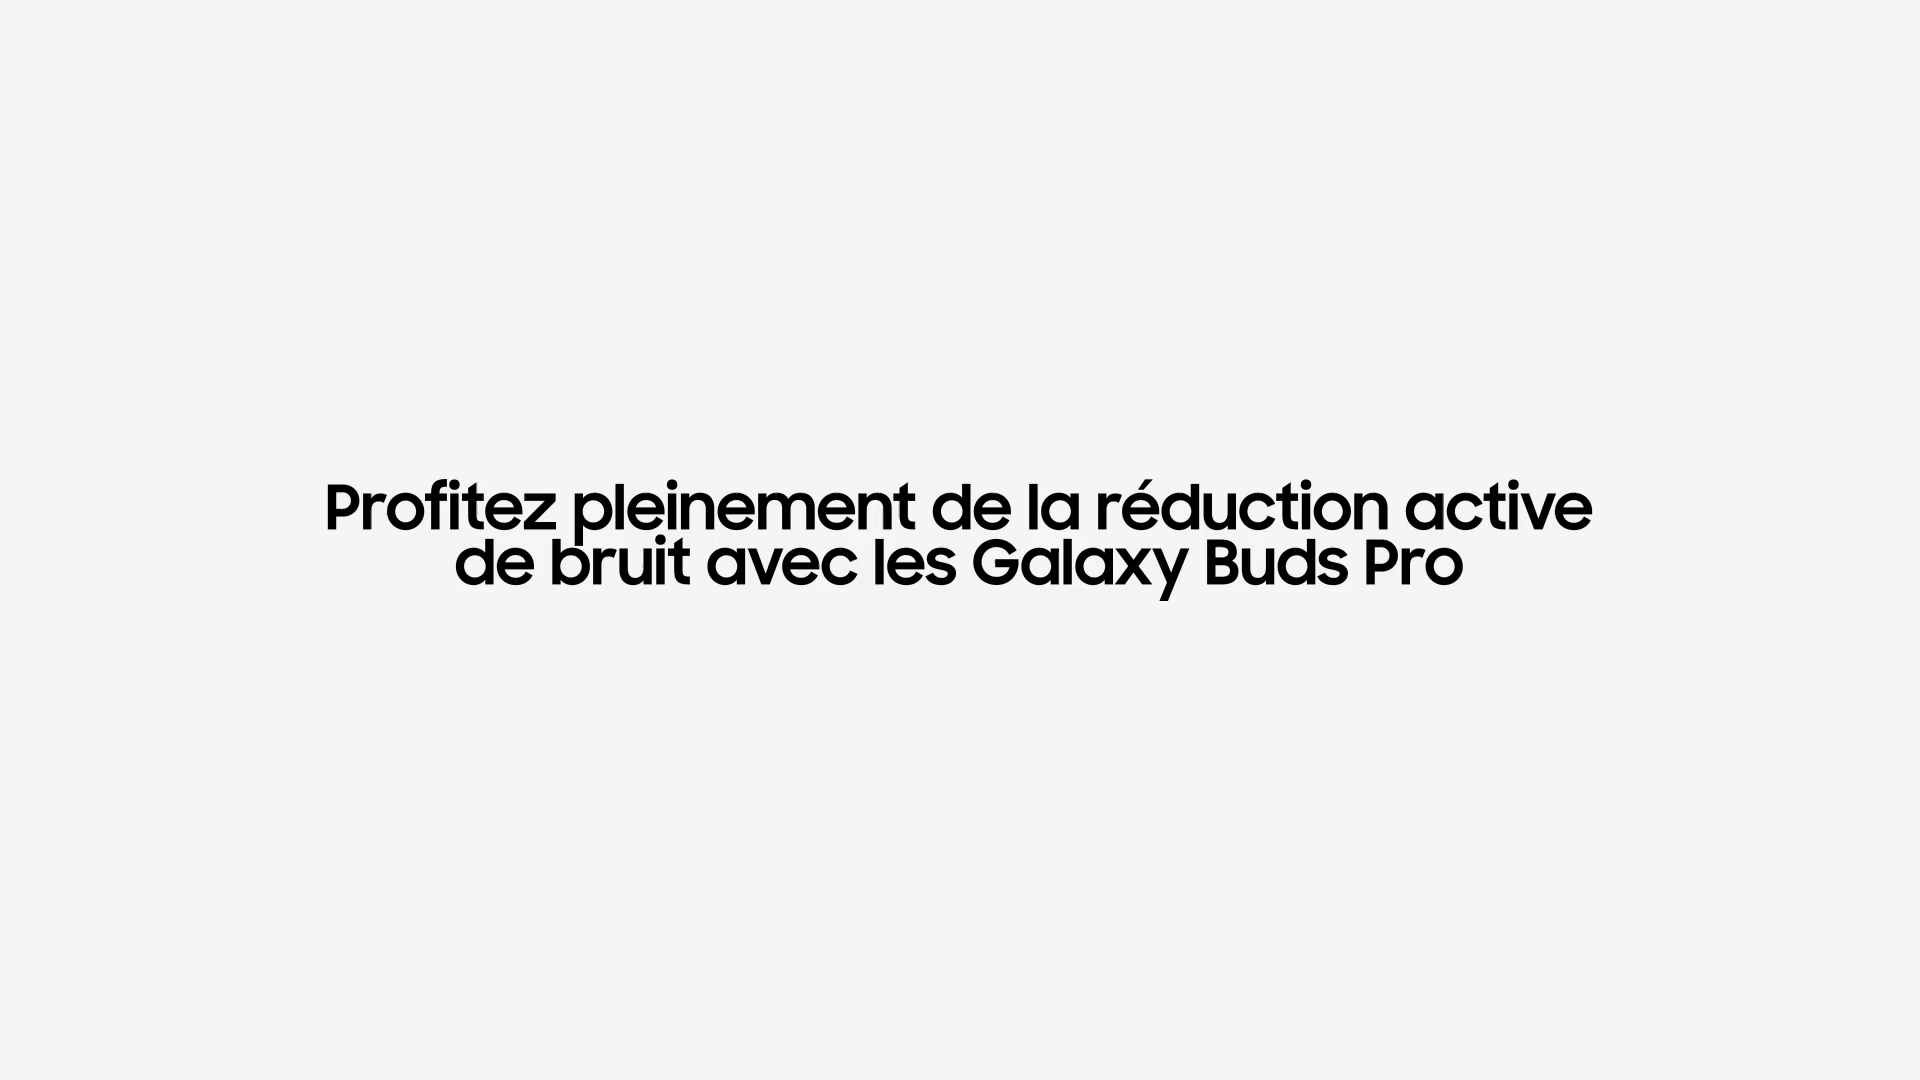 Profitez pleinement de la réduction active
de bruit avec les Galaxy Buds Pro